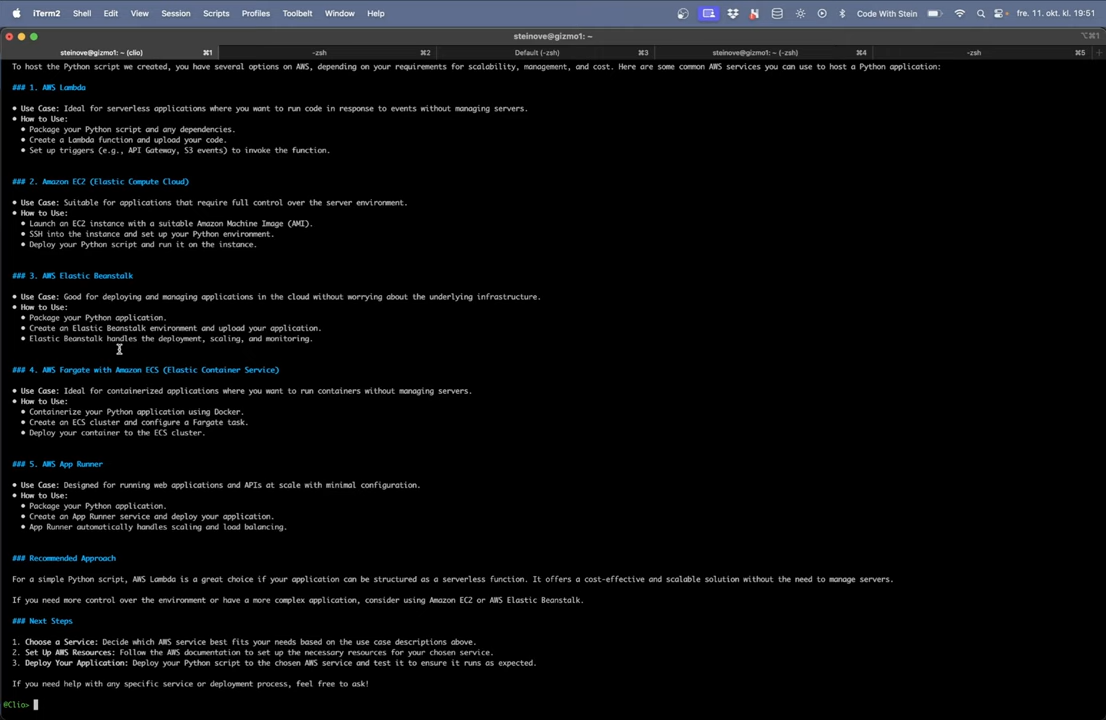 iTerm2 Shell Edit View Session Scripts Profiles Toolbelt Window Help Code With Stein fre. 11. okt. kl. 19:51
steinove@gizmo1: ~ ⌥⌘1
steinove@gizmo1: ~ (clio) ⌘1 -zsh ⌘2 Default (-zsh) ⌘3 steinove@gizmo1: ~ (-zsh) ⌘4 -zsh ⌘5
To host the Python script we created, you have several options on AWS, depending on your requirements for scalability, management, and cost. Here are some common AWS services you can use to host a Python application:
### 1. AWS Lambda
• Use Case: Ideal for serverless applications where you want to run code in response to events without managing servers.
• How to Use:
• Package your Python script and any dependencies.
• Create a Lambda function and upload your code.
• Set up triggers (e.g., API Gateway, S3 events) to invoke the function.
### 2. Amazon EC2 (Elastic Compute Cloud)
• Use Case: Suitable for applications that require full control over the server environment.
• How to Use:
• Launch an EC2 instance with a suitable Amazon Machine Image (AMI).
• SSH into the instance and set up your Python environment.
• Deploy your Python script and run it on the instance.
### 3. AWS Elastic Beanstalk
• Use Case: Good for deploying and managing applications in the cloud without worrying about the underlying infrastructure.
• How to Use:
• Package your Python application.
• Create an Elastic Beanstalk environment and upload your application.
• Elastic Beanstalk handles the deployment, scaling, and monitoring.
### 4. AWS Fargate with Amazon ECS (Elastic Container Service)
• Use Case: Ideal for containerized applications where you want to run containers without managing servers.
• How to Use:
• Containerize your Python application using Docker.
• Create an ECS cluster and configure a Fargate task.
• Deploy your container to the ECS cluster.
### 5. AWS App Runner
• Use Case: Designed for running web applications and APIs at scale with minimal configuration.
• How to Use:
• Package your Python application.
• Create an App Runner service and deploy your application.
• App Runner automatically handles scaling and load balancing.
### Recommended Approach
For a simple Python script, AWS Lambda is a great choice if your application can be structured as a serverless function. It offers a cost-effective and scalable solution without the need to manage servers.
If you need more control over the environment or have a more complex application, consider using Amazon EC2 or AWS Elastic Beanstalk.
### Next Steps
1. Choose a Service: Decide which AWS service best fits your needs based on the use case descriptions above.
2. Set Up AWS Resources: Follow the AWS documentation to set up the necessary resources for your chosen service.
3. Deploy Your Application: Deploy your Python script to the chosen AWS service and test it to ensure it runs as expected.
If you need help with any specific service or deployment process, feel free to ask!
@Clio>